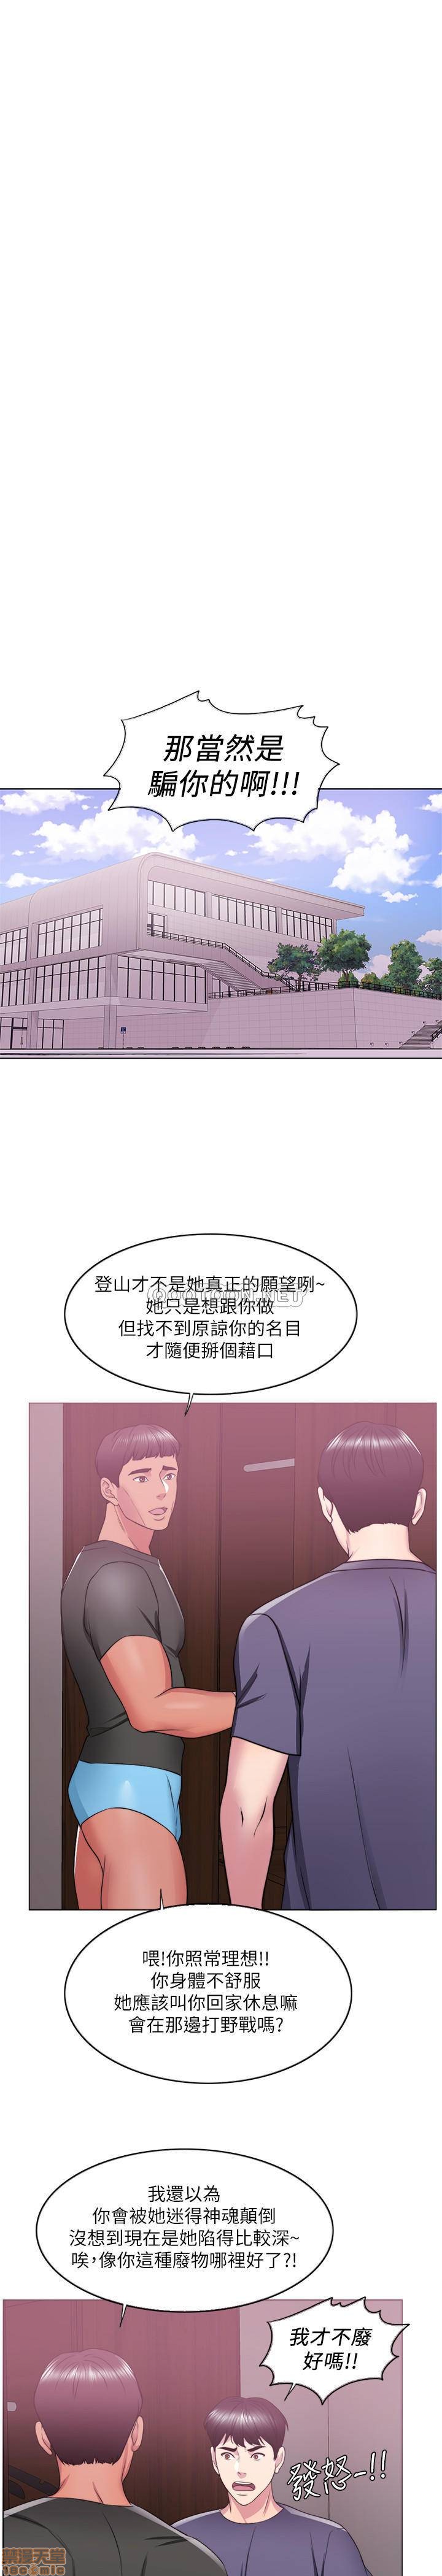 那當然是
騙你的啊!!!
登山才不是她真正的願望咧~
她只是想跟你做
但找不到原諒你的名目
才隨便掰個藉口
喂!你照常理想!!
你身體不舒服
她應該叫你回家休息嘛
會在那邊打野戰嗎?
我還以為
你會被她迷得神魂顛倒
沒想到現在是她陷得比較深~
唉,像你這種廢物哪裡好了?!
我才不廢
好嗎!!
發怒-!!